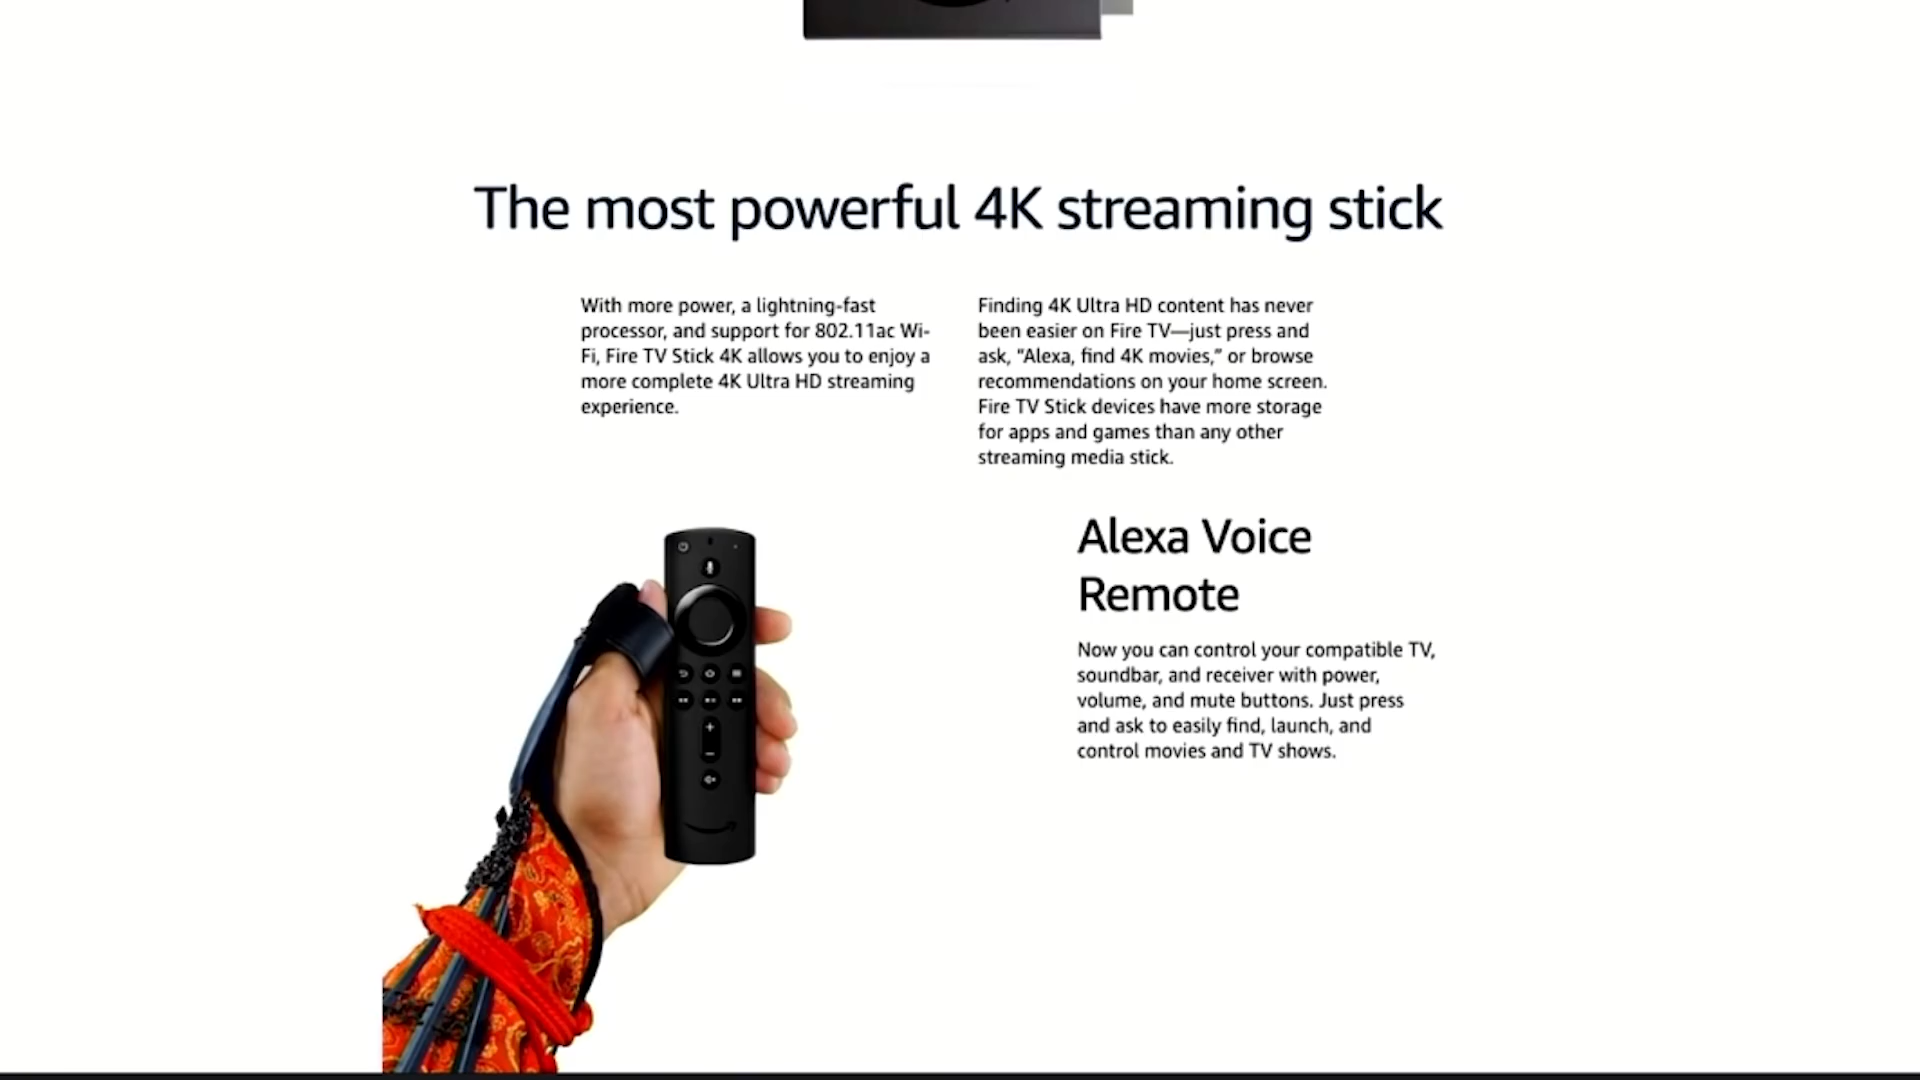 The most powerful 4K streaming stick
With more power, a lightning-fast
processor, and support for 802.11ac Wi-
Fi, Fire TV Stick 4K allows you to enjoy a
more complete 4K Ultra HD streaming
experience.
Finding 4K Ultra HD content has never
been easier on Fire TV—just press and
ask, “Alexa, find 4K movies,” or browse
recommendations on your home screen.
Fire TV Stick devices have more storage
for apps and games than any other
streaming media stick.
Alexa Voice
Remote
Now you can control your compatible TV,
soundbar, and receiver with power,
volume, and mute buttons. Just press
and ask to easily find, launch, and
control movies and TV shows.